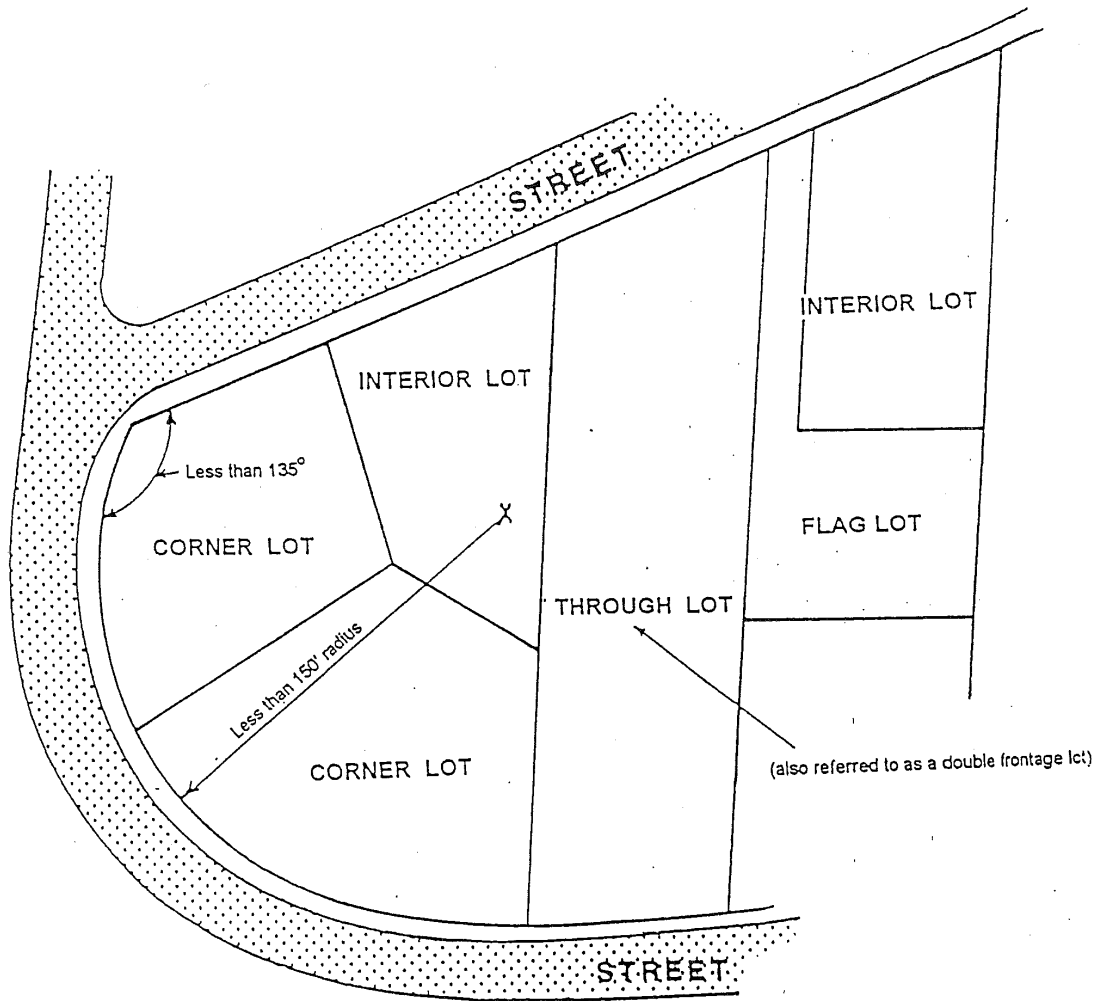 STREET
INTERIOR LOT
INTERIOR LOT
Less than 135°
FLAG LOT
CORNER LOT
THROUGH LOT
Less than 150' radius
(also referred to as a double frontage lot)
CORNER LOT
STREET